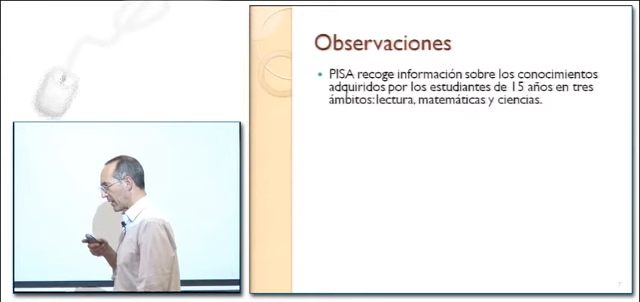 Observaciones
PISA recoge información sobre los conocimientos
adquiridos por los estudiantes de 15 años en tres
ámbitos: lectura, matemáticas y ciencias.
7